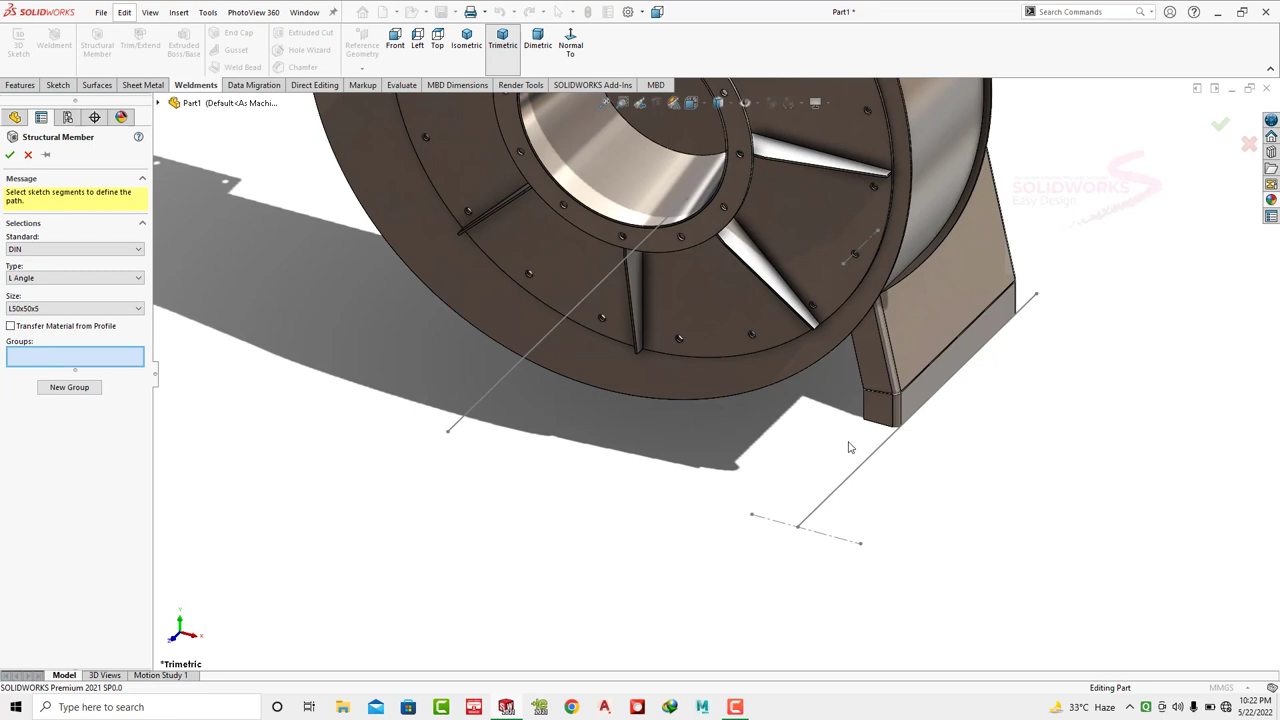 SOLIDWORKS
File Edit View Insert Tools PhotoView 360 Window
Part1 *
Search Commands
3D Sketch
Weldment
Structural Member
Trim/Extend
Extruded Boss/Base
End Cap
Gusset
Weld Bead
Extruded Cut
Hole Wizard
Chamfer
Reference Geometry
Front
Left
Top
Isometric
Trimetric
Dimetric
Normal To
Features Sketch Surfaces Sheet Metal Weldments Data Migration Direct Editing Markup Evaluate MBD Dimensions Render Tools SOLIDWORKS Add-Ins MBD
Part1 (Default<As Machi...
Structural Member
Message
Select sketch segments to define the
path.
Selections
Standard:
DIN
Type:
L Angle
Size:
L50x50x5
Transfer Material from Profile
Groups:
New Group
SOLIDWORKS
Easy Design
Y
X
Z
*Trimetric
Model 3D Views Motion Study 1
SOLIDWORKS Premium 2021 SP0.0
Editing Part
MMGS
Type here to search
33°C Haze
ENG
10:22 PM
5/22/2022